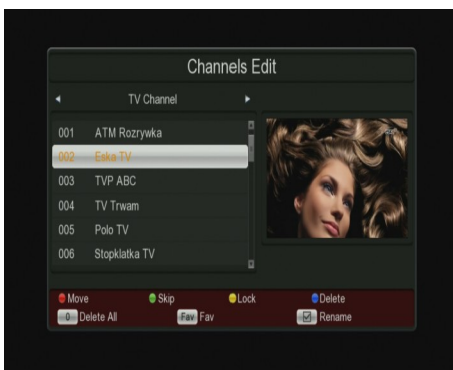 Channels Edit
TV Channel
001 ATM Rozrywka
002 Eska TV
003 TVP ABC
004 TV Trwam
005 Polo TV
006 Stopklatka TV
Move Skip Lock Delete
0 Delete All Fav Fav Rename